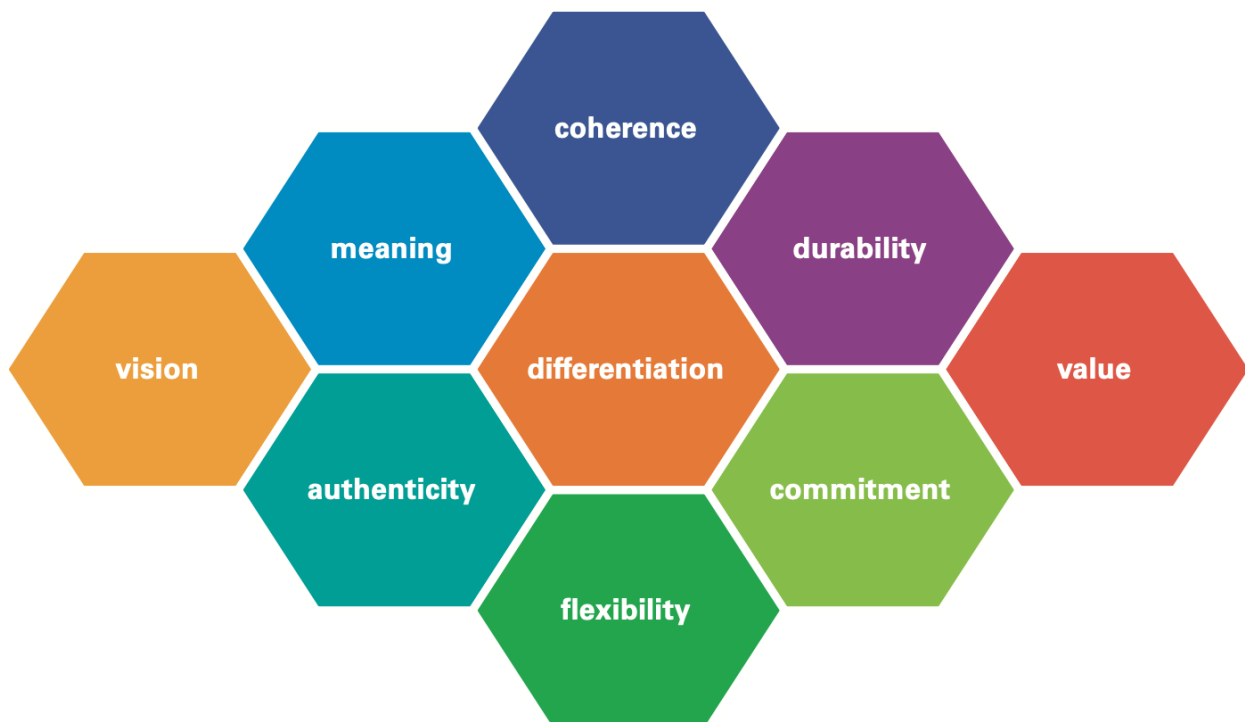 coherence
meaning
durability
vision
differentiation
value
authenticity
commitment
flexibility